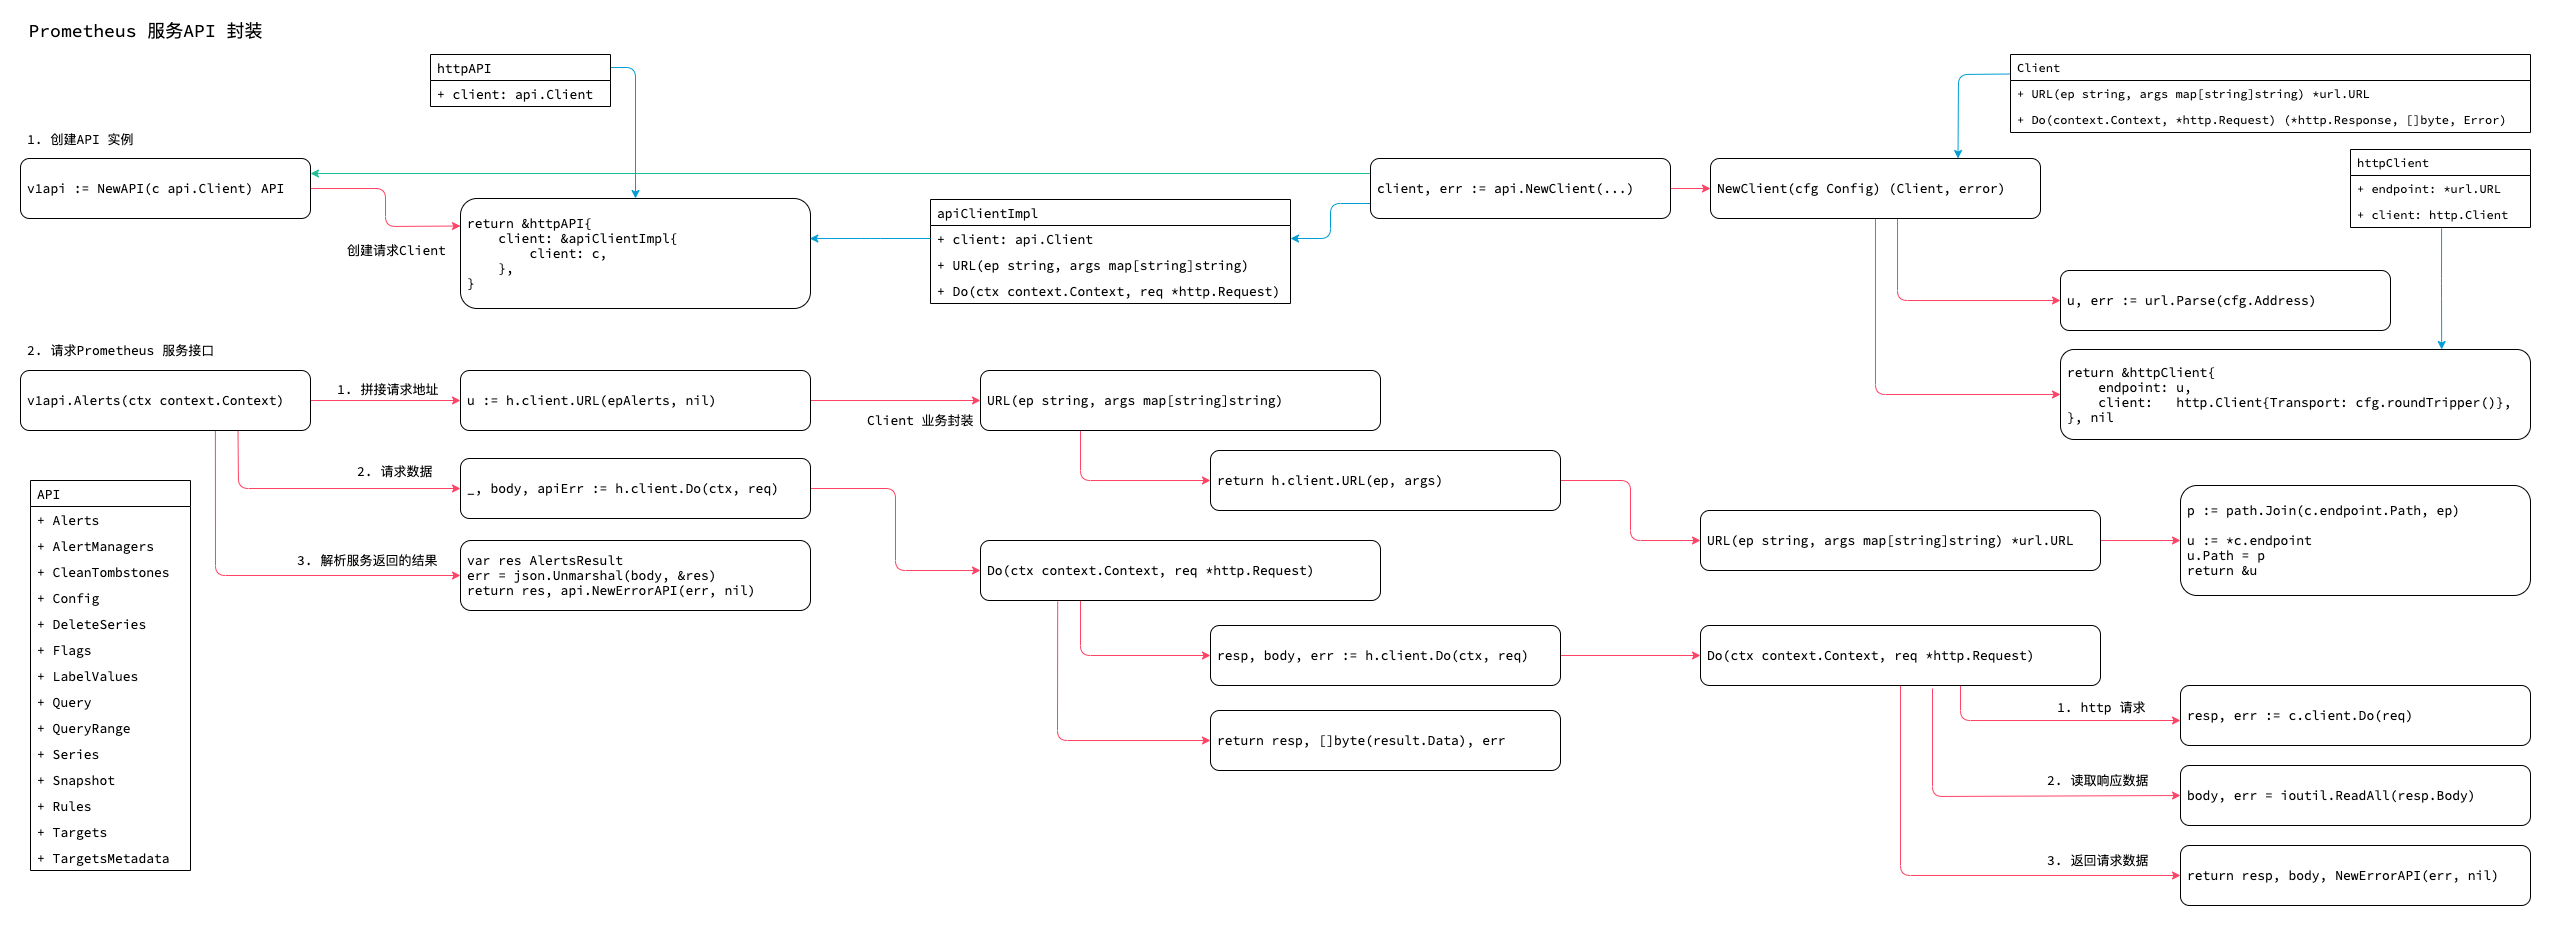 Prometheus 服务API 封装
httpAPI
+ client: api.Client
Client
+ URL(ep string, args map[string]string) *url.URL
+ Do(context.Context, *http.Request) (*http.Response, []byte, Error)
1. 创建API 实例
v1api := NewAPI(c api.Client) API
创建请求Client
return &httpAPI{
    client: &apiClientImpl{
        client: c,
    },
}
apiClientImpl
+ client: api.Client
+ URL(ep string, args map[string]string)
+ Do(ctx context.Context, req *http.Request)
client, err := api.NewClient(...)
NewClient(cfg Config) (Client, error)
httpClient
+ endpoint: *url.URL
+ client: http.Client
u, err := url.Parse(cfg.Address)
return &httpClient{
    endpoint: u,
    client:   http.Client{Transport: cfg.roundTripper()},
}, nil
2. 请求Prometheus 服务接口
v1api.Alerts(ctx context.Context)
1. 拼接请求地址
u := h.client.URL(epAlerts, nil)
Client 业务封装
URL(ep string, args map[string]string)
return h.client.URL(ep, args)
URL(ep string, args map[string]string) *url.URL
p := path.Join(c.endpoint.Path, ep)
u := *c.endpoint
u.Path = p
return &u
2. 请求数据
_, body, apiErr := h.client.Do(ctx, req)
3. 解析服务返回的结果
var res AlertsResult
err = json.Unmarshal(body, &res)
return res, api.NewErrorAPI(err, nil)
Do(ctx context.Context, req *http.Request)
resp, body, err := h.client.Do(ctx, req)
return resp, []byte(result.Data), err
Do(ctx context.Context, req *http.Request)
1. http 请求
resp, err := c.client.Do(req)
2. 读取响应数据
body, err = ioutil.ReadAll(resp.Body)
3. 返回请求数据
return resp, body, NewErrorAPI(err, nil)
API
+ Alerts
+ AlertManagers
+ CleanTombstones
+ Config
+ DeleteSeries
+ Flags
+ LabelValues
+ Query
+ QueryRange
+ Series
+ Snapshot
+ Rules
+ Targets
+ TargetsMetadata